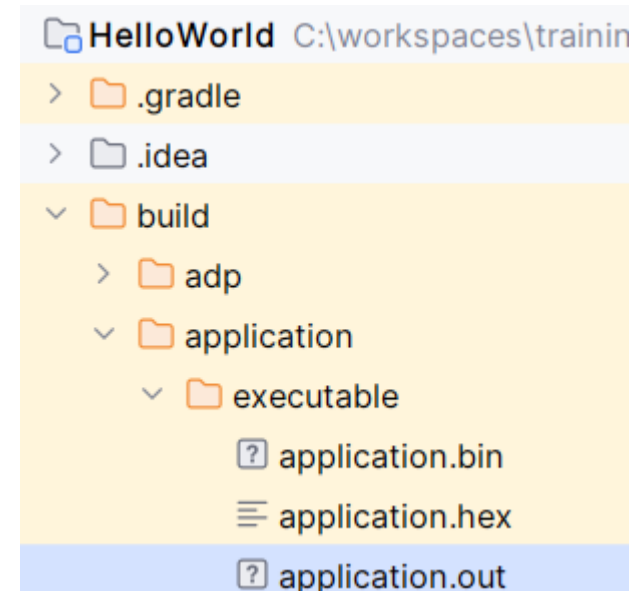 HelloWorld C:\workspaces\trainin
.gradle
.idea
build
adp
application
executable
application.bin
application.hex
application.out